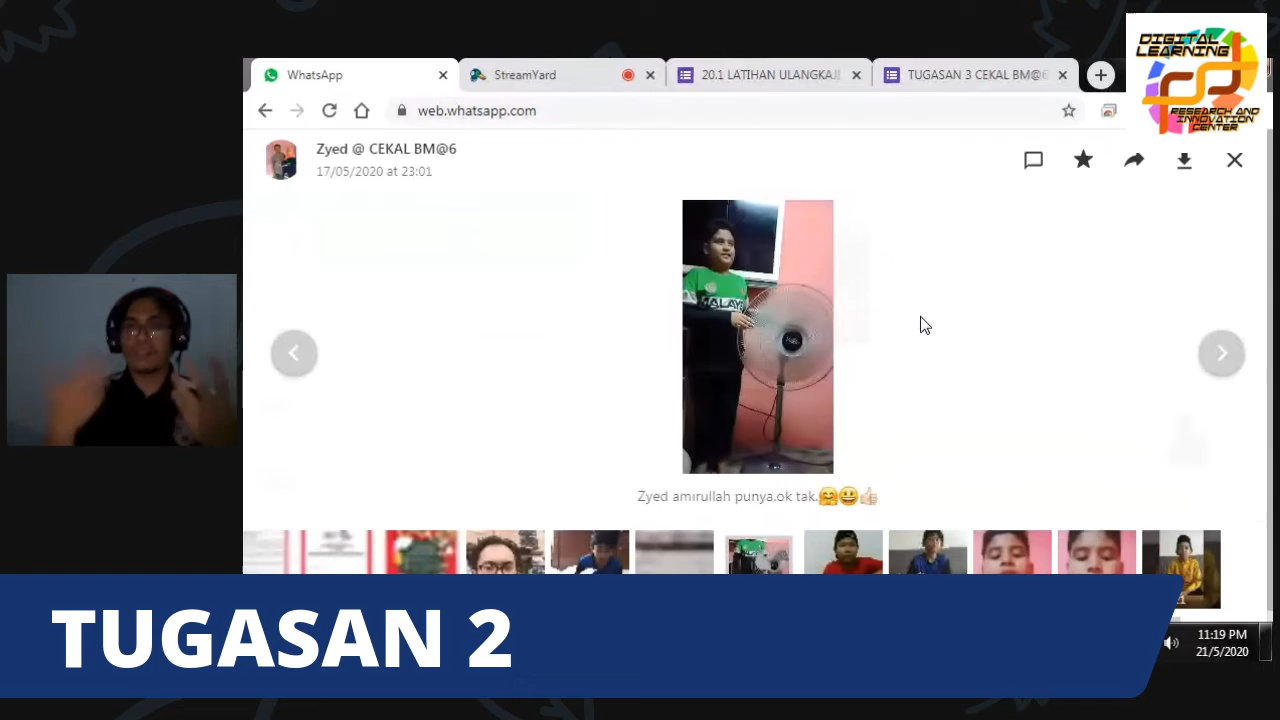 DIGITAL
LEARNING
RESEARCH AND
INNOVATION
CENTER
WhatsApp
StreamYard
20.1 LATIHAN ULANGKAJI
TUGASAN 3 CEKAL BM@6
web.whatsapp.com
Zyed @ CEKAL BM@6
17/05/2020 at 23:01
Zyed amirullah punya,ok tak.🤗😃👍🏻
TUGASAN 2
11:19 PM
21/5/2020